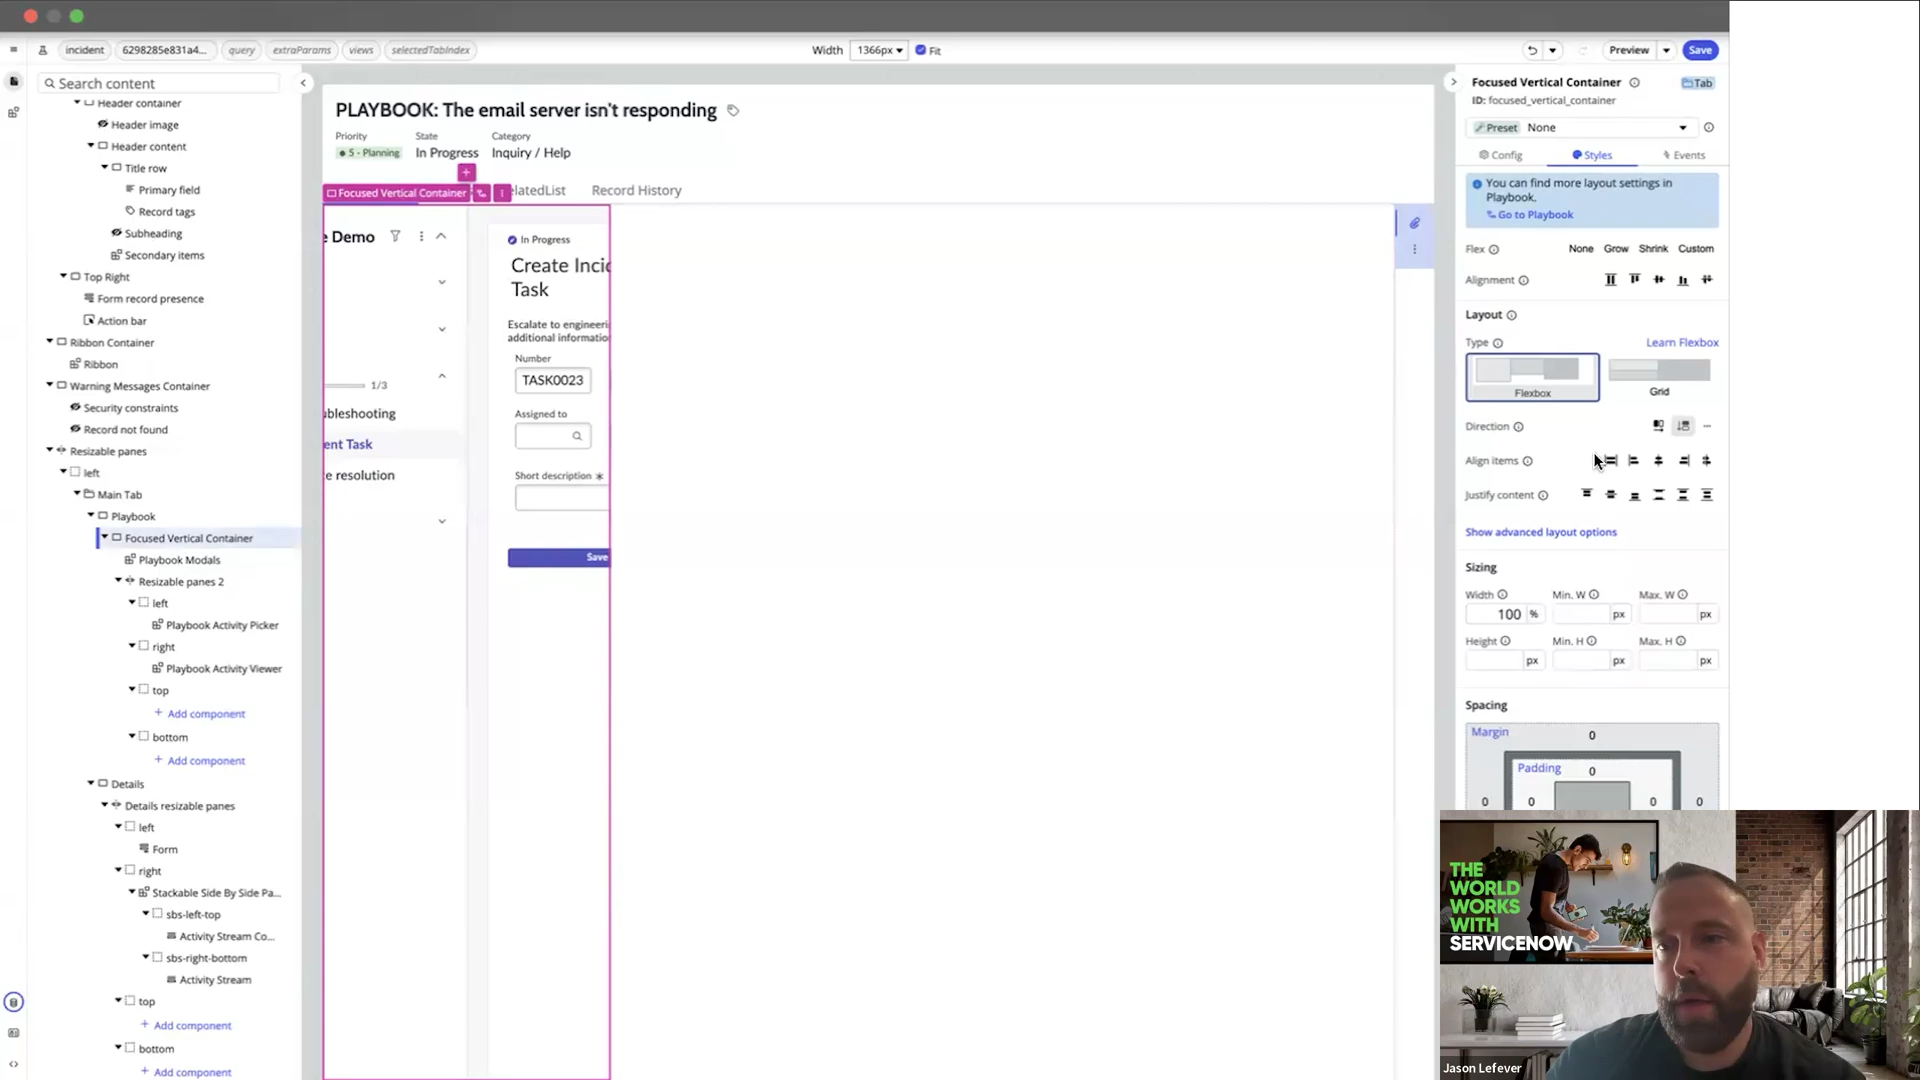 incident
6298285e831a4...
query
extraParams
views
selectedTabIndex
Width
1366px
Fit
Preview
Save
Search content
Header container
Header image
Header content
Title row
Primary field
Record tags
Subheading
Secondary items
Top Right
Form record presence
Action bar
Ribbon Container
Ribbon
Warning Messages Container
Security constraints
Record not found
Resizable panes
left
Main Tab
Playbook
Focused Vertical Container
Playbook Modals
Resizable panes 2
left
Playbook Activity Picker
right
Playbook Activity Viewer
top
+ Add component
bottom
+ Add component
Details
Details resizable panes
left
Form
right
Stackable Side By Side Pa...
sbs-left-top
Activity Stream Co...
sbs-right-bottom
Activity Stream
top
+ Add component
bottom
+ Add component
PLAYBOOK: The email server isn't responding
Priority
State
Category
5 - Planning
In Progress
Inquiry / Help
Focused Vertical Container
elatedList
Record History
e Demo
1/3
ubleshooting
ent Task
e resolution
In Progress
Create Incid
Task
Escalate to engineeri
additional informatio
Number
TASK0023
Assigned to
Short description *
Save
Focused Vertical Container
Tab
ID: focused_vertical_container
Preset
None
Config
Styles
Events
You can find more layout settings in
Playbook.
Go to Playbook
Flex
None Grow Shrink Custom
Alignment
Layout
Type
Learn Flexbox
Flexbox
Grid
Direction
Align items
Justify content
Show advanced layout options
Sizing
Width
Min. W
Max. W
100 %
px
px
Height
Min. H
Max. H
px
px
px
Spacing
Margin
0
Padding
0
0
0
0
0
THE
WORLD
WORKS
WITH
SERVICENOW
Jason Lefever